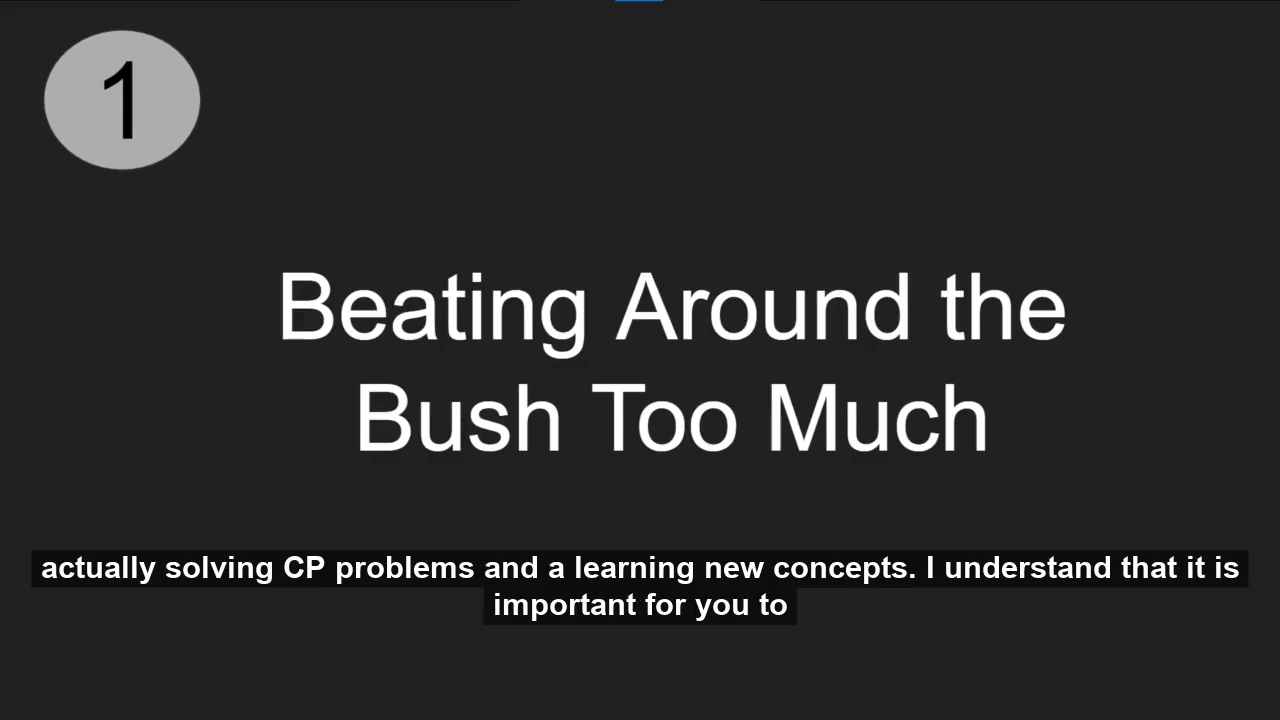 1
Beating Around the
Bush Too Much
actually solving CP problems and a learning new concepts. I understand that it is
important for you to